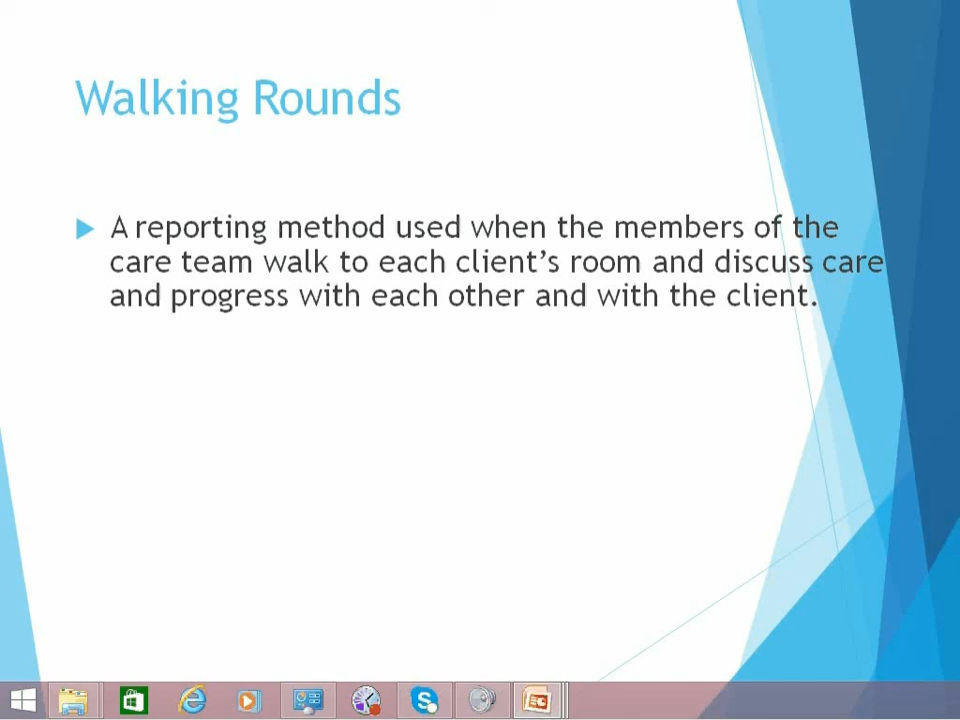 Walking Rounds
A reporting method used when the members of the
care team walk to each client’s room and discuss care
and progress with each other and with the client.